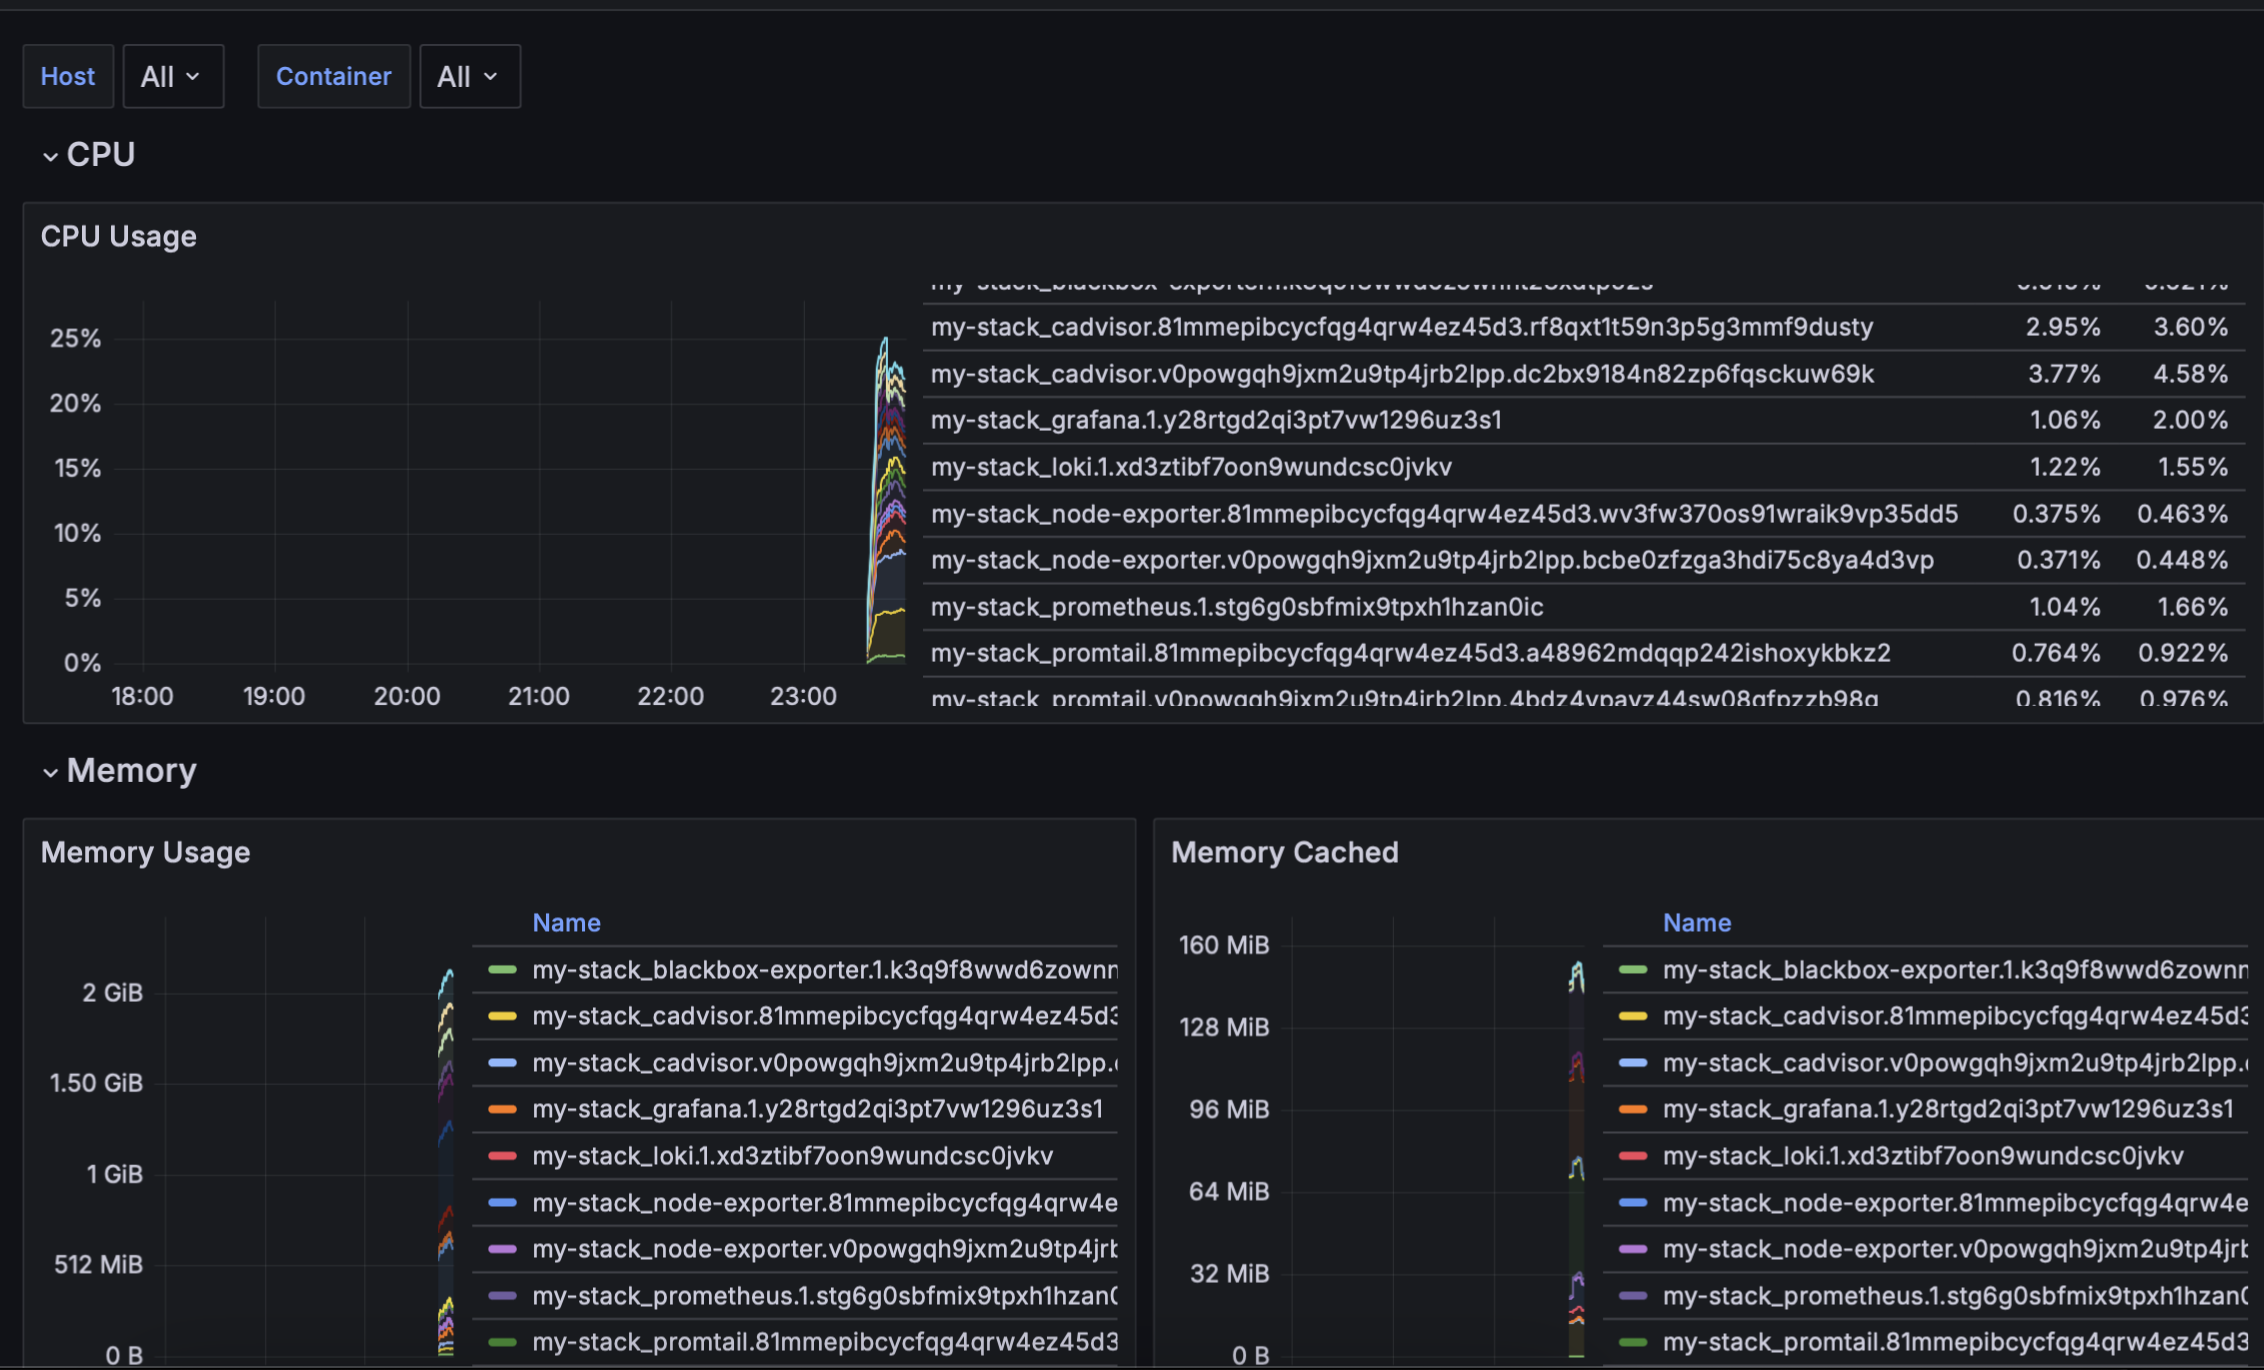 Host All Container All
CPU
CPU Usage
25%
20%
15%
10%
5%
0%
18:00 19:00 20:00 21:00 22:00 23:00
my-stack_cadvisor.81mmepibcycfqg4qrw4ez45d3.rf8qxt1t59n3p5g3mmf9dusty 2.95% 3.60%
my-stack_cadvisor.v0powgqh9jxm2u9tp4jrb2lpp.dc2bx9184n82zp6fqsckuw69k 3.77% 4.58%
my-stack_grafana.1.y28rtgd2qi3pt7vw1296uz3s1 1.06% 2.00%
my-stack_loki.1.xd3ztibf7oon9wundcsc0jvkv 1.22% 1.55%
my-stack_node-exporter.81mmepibcycfqg4qrw4ez45d3.wv3fw370os91wraik9vp35dd5 0.375% 0.463%
my-stack_node-exporter.v0powgqh9jxm2u9tp4jrb2lpp.bcbe0zfzga3hdi75c8ya4d3vp 0.371% 0.448%
my-stack_prometheus.1.stg6g0sbfmix9tpxh1hzan0ic 1.04% 1.66%
my-stack_promtail.81mmepibcycfqg4qrw4ez45d3.a48962mdqqp242ishoxykbkz2 0.764% 0.922%
0.816% 0.976%
Memory
Memory Usage
2 GiB
1.50 GiB
1 GiB
512 MiB
0 B
Name
my-stack_blackbox-exporter.1.k3q9f8wwd6zownn
my-stack_cadvisor.81mmepibcycfqg4qrw4ez45d3
my-stack_cadvisor.v0powgqh9jxm2u9tp4jrb2lpp.
my-stack_grafana.1.y28rtgd2qi3pt7vw1296uz3s1
my-stack_loki.1.xd3ztibf7oon9wundcsc0jvkv
my-stack_node-exporter.81mmepibcycfqg4qrw4e
my-stack_node-exporter.v0powgqh9jxm2u9tp4jrb
my-stack_prometheus.1.stg6g0sbfmix9tpxh1hzan0
my-stack_promtail.81mmepibcycfqg4qrw4ez45d3
Memory Cached
160 MiB
128 MiB
96 MiB
64 MiB
32 MiB
0 B
Name
my-stack_blackbox-exporter.1.k3q9f8wwd6zownn
my-stack_cadvisor.81mmepibcycfqg4qrw4ez45d3
my-stack_cadvisor.v0powgqh9jxm2u9tp4jrb2lpp.
my-stack_grafana.1.y28rtgd2qi3pt7vw1296uz3s1
my-stack_loki.1.xd3ztibf7oon9wundcsc0jvkv
my-stack_node-exporter.81mmepibcycfqg4qrw4e
my-stack_node-exporter.v0powgqh9jxm2u9tp4jrb
my-stack_prometheus.1.stg6g0sbfmix9tpxh1hzan0
my-stack_promtail.81mmepibcycfqg4qrw4ez45d3